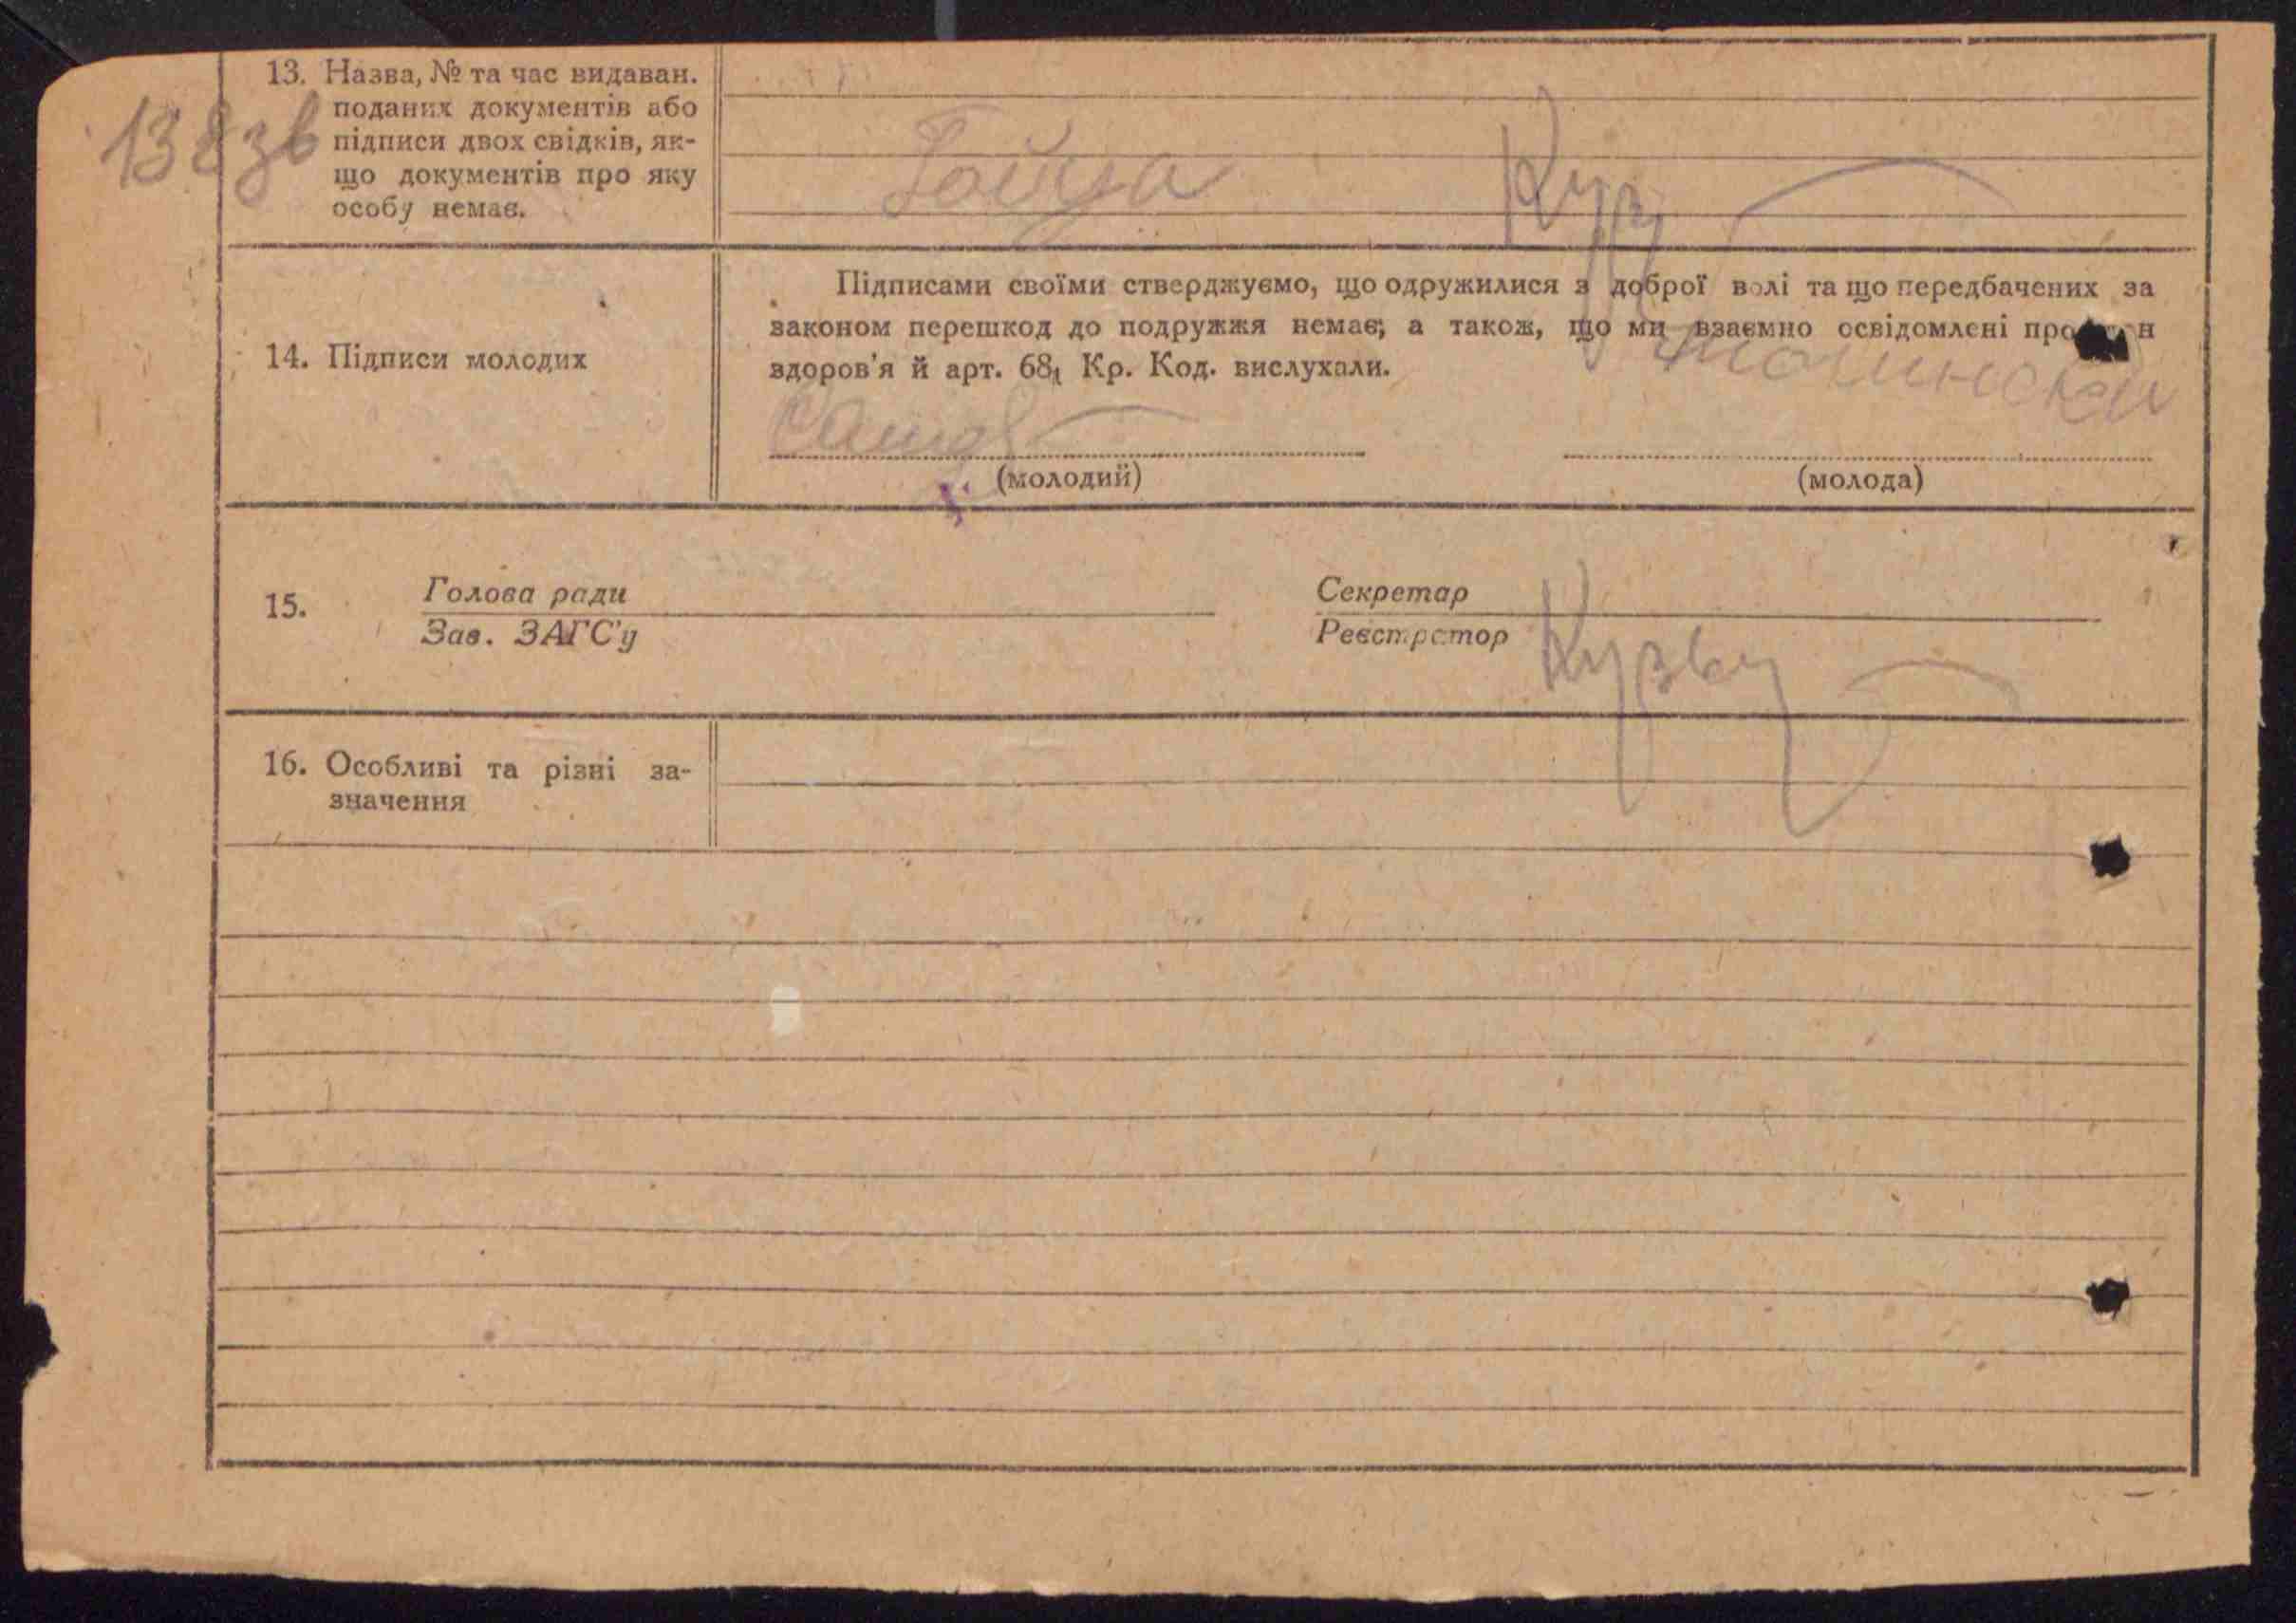 138зв
13. Назва, № та час видаван.
поданих документів або
підписи двох свідків, як-
що документів про яку
особу немає.
Куз
14. Підписи молодих
Підписами своїми стверджуємо, що одружилися з доброї волі та що передбачених за
законом перешкод до подружжя немає; а також, що ми взаємно освідомлені про
здоров'я й арт. 68₁ Кр. Код. вислухали.
(молодий)
(молода)
15.
Голова ради
Зав. ЗАГС'у
Секретар
Реєстратор
16. Особливі та різні за-
значення